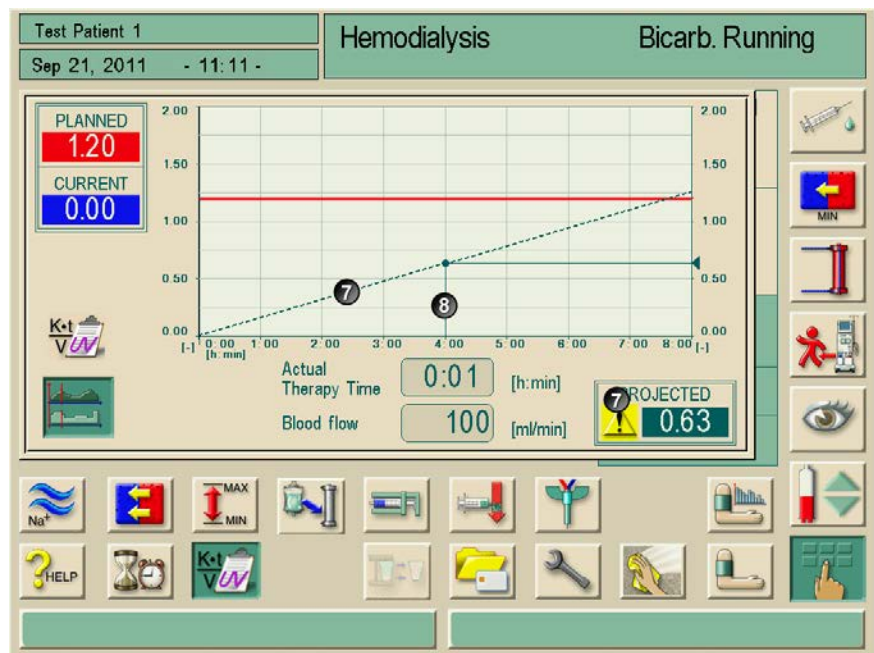 Test Patient 1
Sep 21, 2011 - 11:11 -
Hemodialysis Bicarb. Running
PLANNED
1.20
CURRENT
0.00
2.00 2.00
1.50 1.50
1.00 1.00
0.50 0.50
0.00 0.00
[-] 0:00 1:00 2:00 3:00 4:00 5:00 6:00 7:00 8:00 [-]
[h:min]
7
8
K•t
V UV
Actual
Therapy Time 0:01 [h:min]
Blood flow 100 [ml/min]
7 ROJECTED
0.63
MIN
Na+
MAX
MIN
? HELP
K•t
V UV